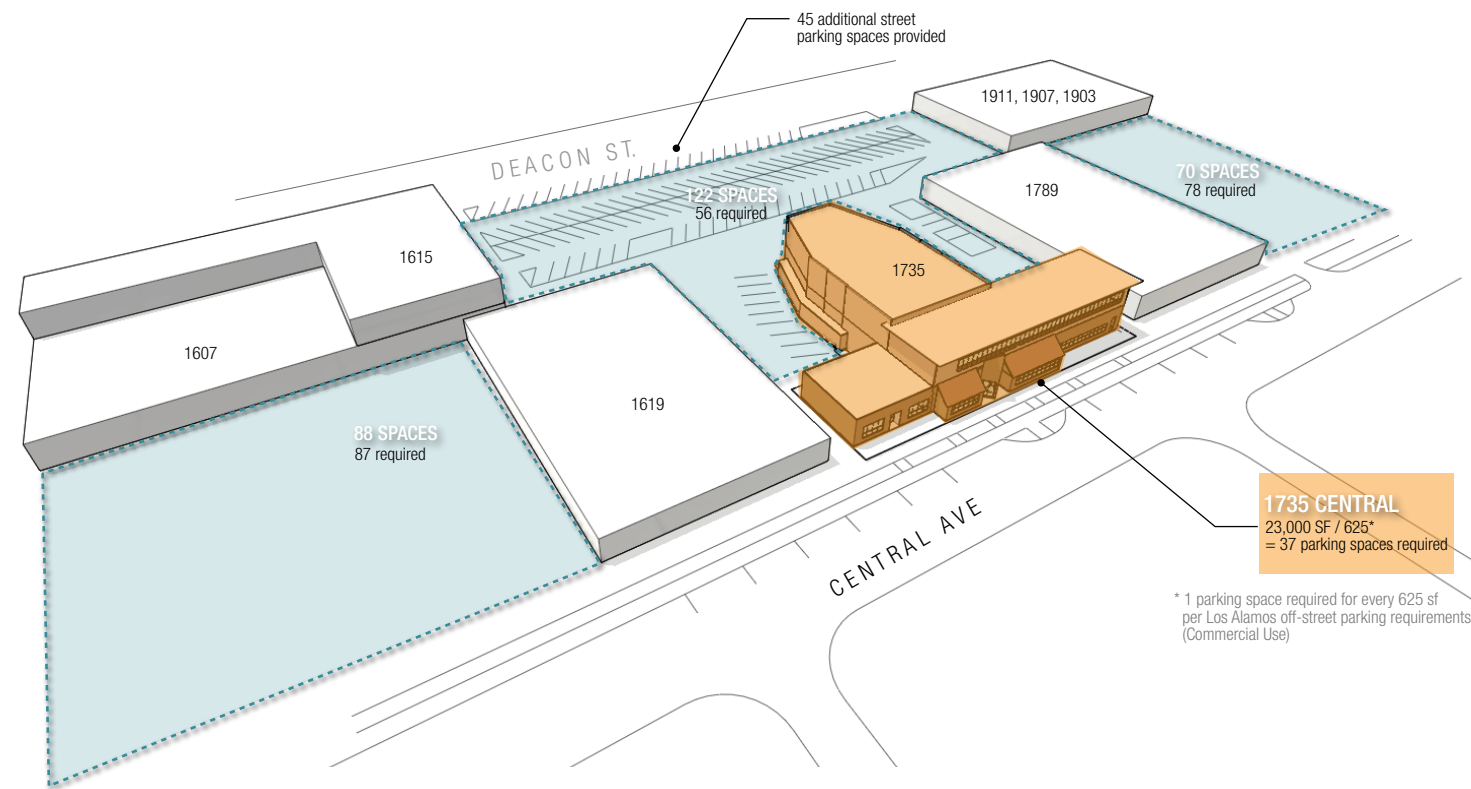 45 additional street
parking spaces provided
1911, 1907, 1903
DEACON ST.
70 SPACES
78 required
122 SPACES
56 required
1789
1615
1735
1607
1619
88 SPACES
87 required
CENTRAL AVE
1735 CENTRAL
23,000 SF / 625*
= 37 parking spaces required
* 1 parking space required for every 625 sf
per Los Alamos off-street parking requirements
(Commercial Use)